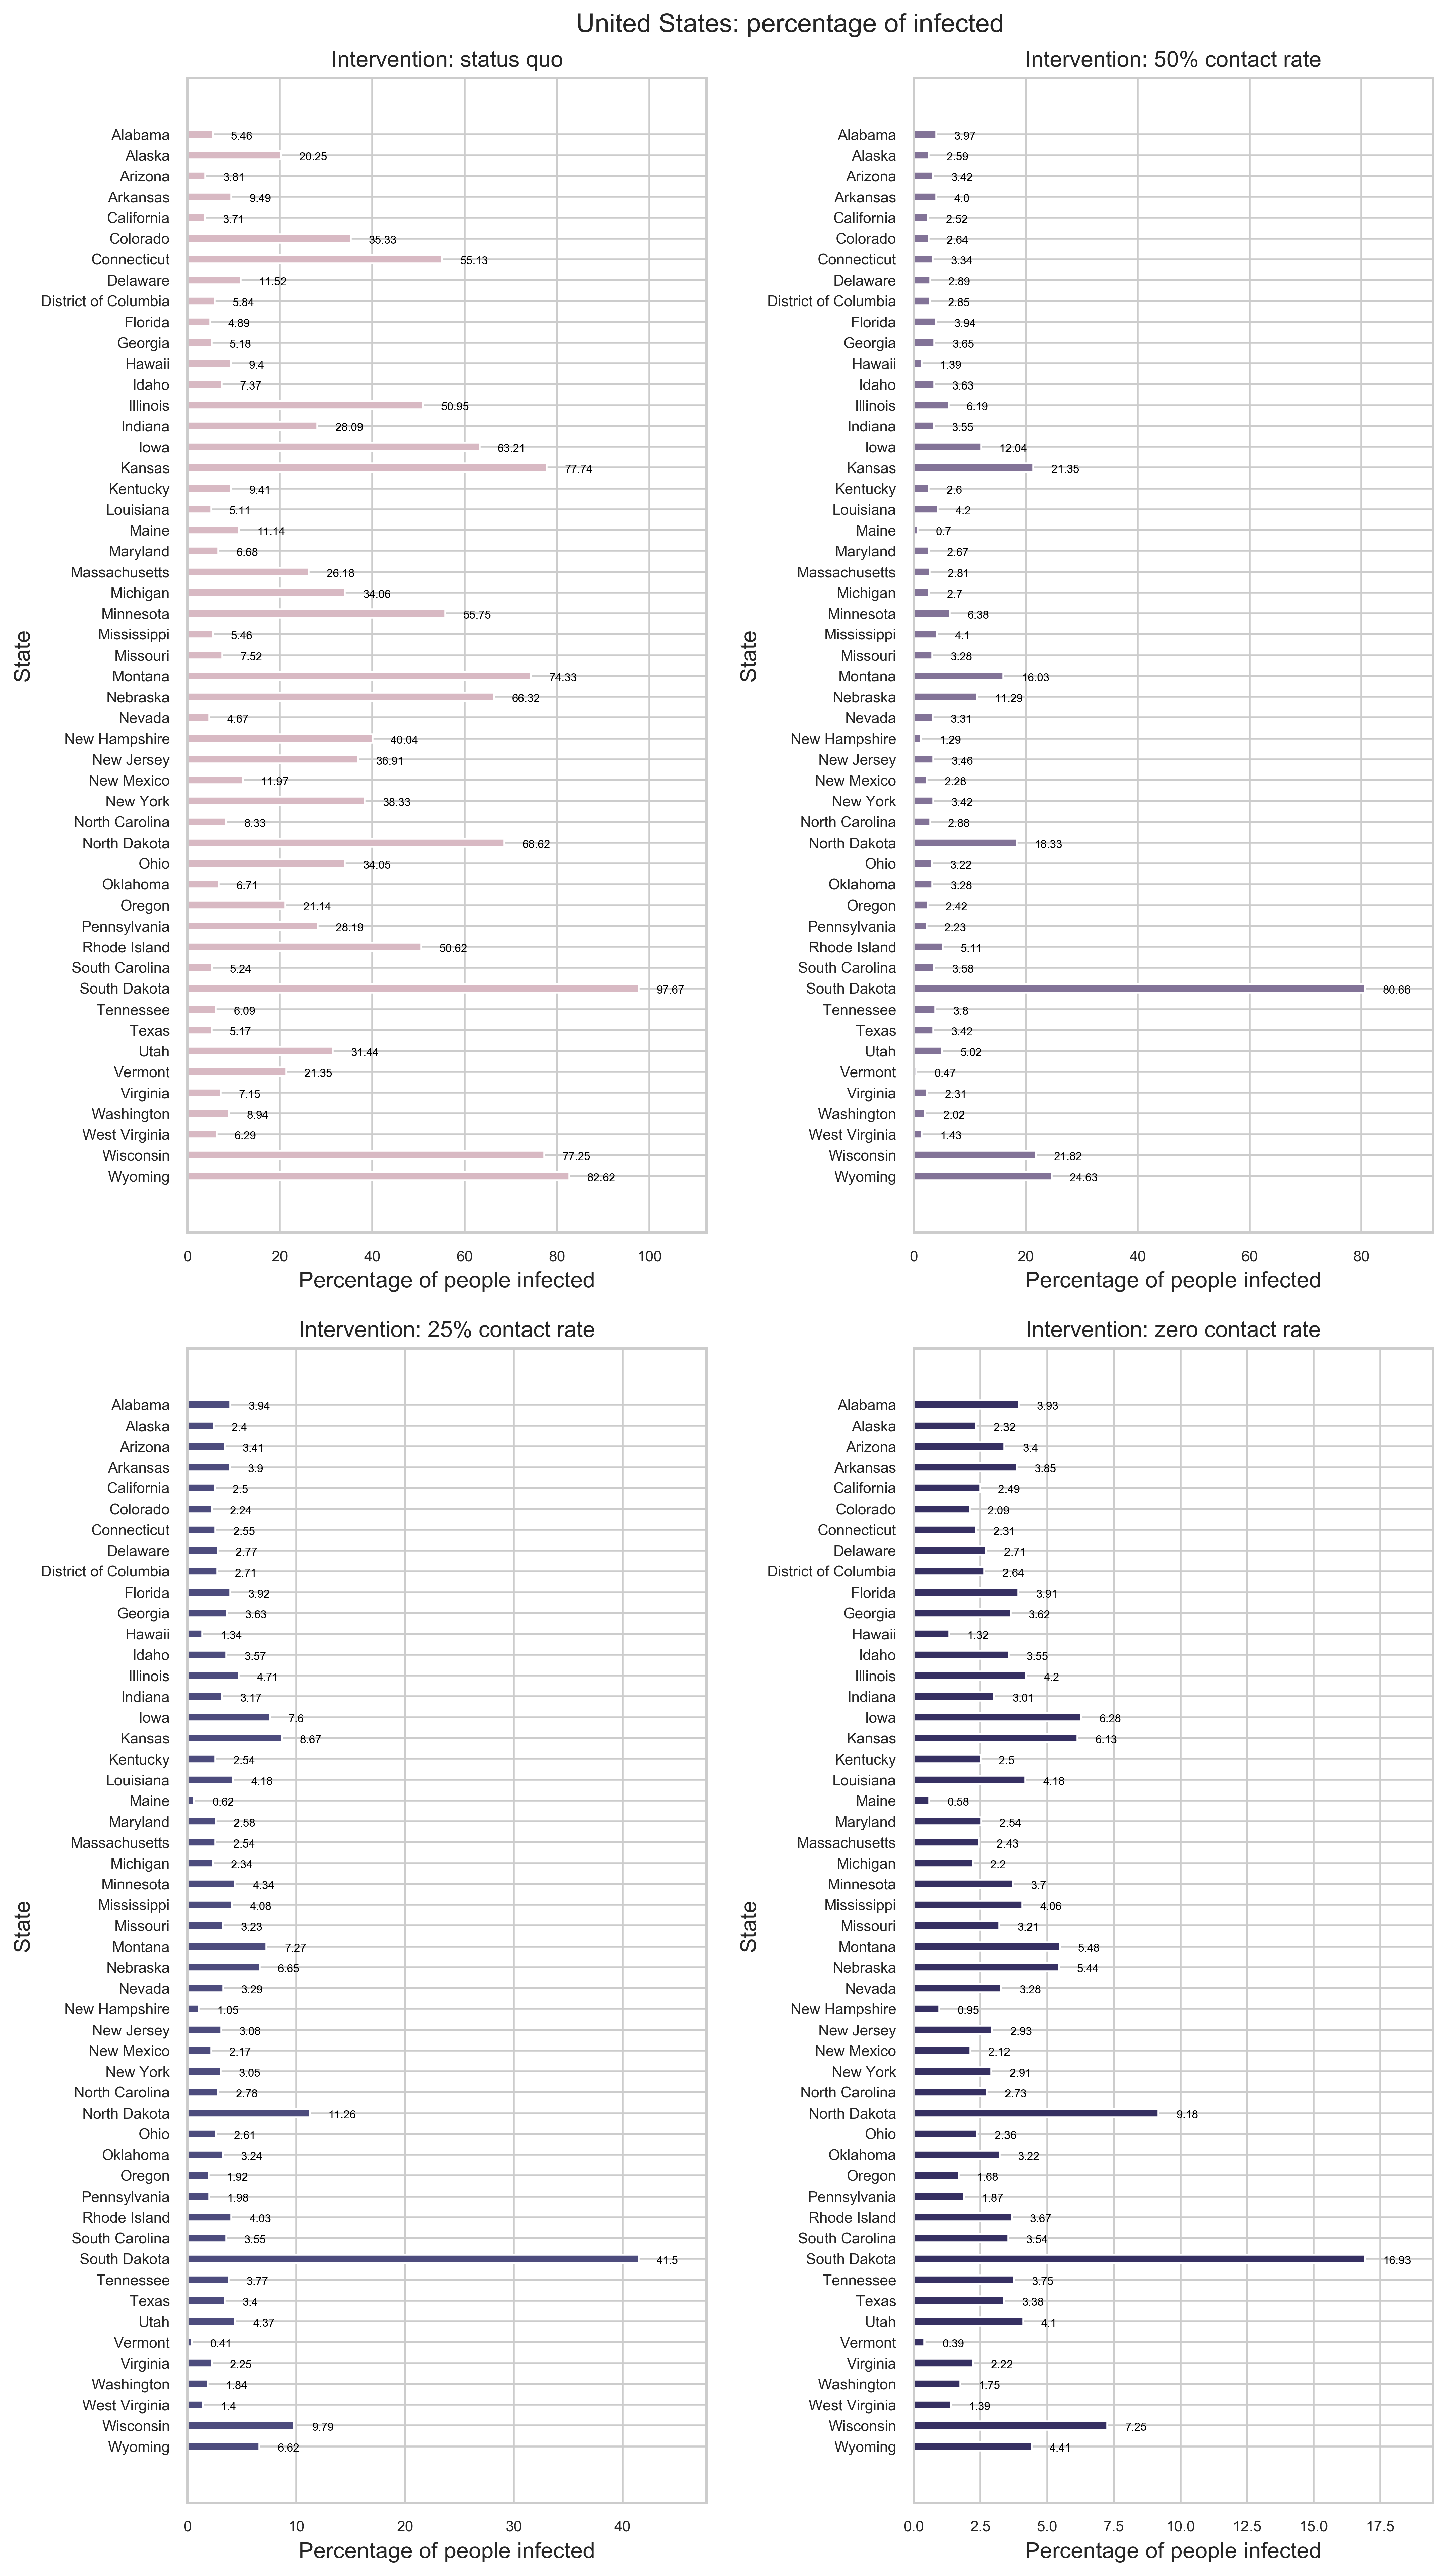 United States: percentage of infected
Intervention: status quo
Alabama 5.46
Alaska 20.25
Arizona 3.81
Arkansas 9.49
California 3.71
Colorado 35.33
Connecticut 55.13
Delaware 11.52
District of Columbia 5.84
Florida 4.89
Georgia 5.18
Hawaii 9.4
Idaho 7.37
Illinois 50.95
Indiana 28.09
Iowa 63.21
Kansas 77.74
Kentucky 9.41
Louisiana 5.11
Maine 11.14
Maryland 6.68
Massachusetts 26.18
Michigan 34.06
Minnesota 55.75
Mississippi 5.46
Missouri 7.52
Montana 74.33
Nebraska 66.32
Nevada 4.67
New Hampshire 40.04
New Jersey 36.91
New Mexico 11.97
New York 38.33
North Carolina 8.33
North Dakota 68.62
Ohio 34.05
Oklahoma 6.71
Oregon 21.14
Pennsylvania 28.19
Rhode Island 50.62
South Carolina 5.24
South Dakota 97.67
Tennessee 6.09
Texas 5.17
Utah 31.44
Vermont 21.35
Virginia 7.15
Washington 8.94
West Virginia 6.29
Wisconsin 77.25
Wyoming 82.62
State
0 20 40 60 80 100
Percentage of people infected
Intervention: 50% contact rate
Alabama 3.97
Alaska 2.59
Arizona 3.42
Arkansas 4.0
California 2.52
Colorado 2.64
Connecticut 3.34
Delaware 2.89
District of Columbia 2.85
Florida 3.94
Georgia 3.65
Hawaii 1.39
Idaho 3.63
Illinois 6.19
Indiana 3.55
Iowa 12.04
Kansas 21.35
Kentucky 2.6
Louisiana 4.2
Maine 0.7
Maryland 2.67
Massachusetts 2.81
Michigan 2.7
Minnesota 6.38
Mississippi 4.1
Missouri 3.28
Montana 16.03
Nebraska 11.29
Nevada 3.31
New Hampshire 1.29
New Jersey 3.46
New Mexico 2.28
New York 3.42
North Carolina 2.88
North Dakota 18.33
Ohio 3.22
Oklahoma 3.28
Oregon 2.42
Pennsylvania 2.23
Rhode Island 5.11
South Carolina 3.58
South Dakota 80.66
Tennessee 3.8
Texas 3.42
Utah 5.02
Vermont 0.47
Virginia 2.31
Washington 2.02
West Virginia 1.43
Wisconsin 21.82
Wyoming 24.63
State
0 20 40 60 80
Percentage of people infected
Intervention: 25% contact rate
Alabama 3.94
Alaska 2.4
Arizona 3.41
Arkansas 3.9
California 2.5
Colorado 2.24
Connecticut 2.55
Delaware 2.77
District of Columbia 2.71
Florida 3.92
Georgia 3.63
Hawaii 1.34
Idaho 3.57
Illinois 4.71
Indiana 3.17
Iowa 7.6
Kansas 8.67
Kentucky 2.54
Louisiana 4.18
Maine 0.62
Maryland 2.58
Massachusetts 2.54
Michigan 2.34
Minnesota 4.34
Mississippi 4.08
Missouri 3.23
Montana 7.27
Nebraska 6.65
Nevada 3.29
New Hampshire 1.05
New Jersey 3.08
New Mexico 2.17
New York 3.05
North Carolina 2.78
North Dakota 11.26
Ohio 2.61
Oklahoma 3.24
Oregon 1.92
Pennsylvania 1.98
Rhode Island 4.03
South Carolina 3.55
South Dakota 41.5
Tennessee 3.77
Texas 3.4
Utah 4.37
Vermont 0.41
Virginia 2.25
Washington 1.84
West Virginia 1.4
Wisconsin 9.79
Wyoming 6.62
State
0 10 20 30 40
Percentage of people infected
Intervention: zero contact rate
Alabama 3.93
Alaska 2.32
Arizona 3.4
Arkansas 3.85
California 2.49
Colorado 2.09
Connecticut 2.31
Delaware 2.71
District of Columbia 2.64
Florida 3.91
Georgia 3.62
Hawaii 1.32
Idaho 3.55
Illinois 4.2
Indiana 3.01
Iowa 6.28
Kansas 6.13
Kentucky 2.5
Louisiana 4.18
Maine 0.58
Maryland 2.54
Massachusetts 2.43
Michigan 2.2
Minnesota 3.7
Mississippi 4.06
Missouri 3.21
Montana 5.48
Nebraska 5.44
Nevada 3.28
New Hampshire 0.95
New Jersey 2.93
New Mexico 2.12
New York 2.91
North Carolina 2.73
North Dakota 9.18
Ohio 2.36
Oklahoma 3.22
Oregon 1.68
Pennsylvania 1.87
Rhode Island 3.67
South Carolina 3.54
South Dakota 16.93
Tennessee 3.75
Texas 3.38
Utah 4.1
Vermont 0.39
Virginia 2.22
Washington 1.75
West Virginia 1.39
Wisconsin 7.25
Wyoming 4.41
State
0.0 2.5 5.0 7.5 10.0 12.5 15.0 17.5
Percentage of people infected